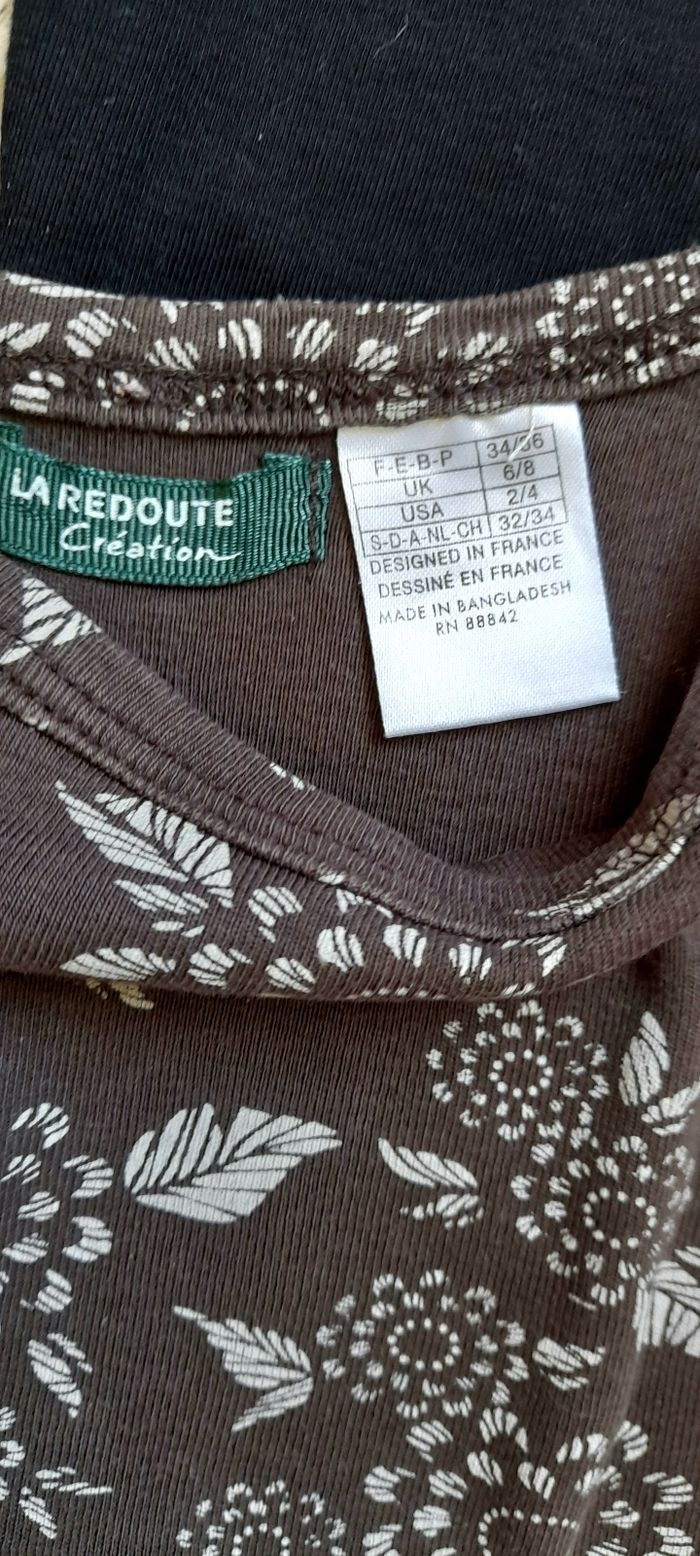 LA REDOUTE
Création
F-E-B-P 34/36
UK 6/8
USA 2/4
S-D-A-NL-CH 32/34
DESIGNED IN FRANCE
DESSINÉ EN FRANCE
MADE IN BANGLADESH
RN 88842